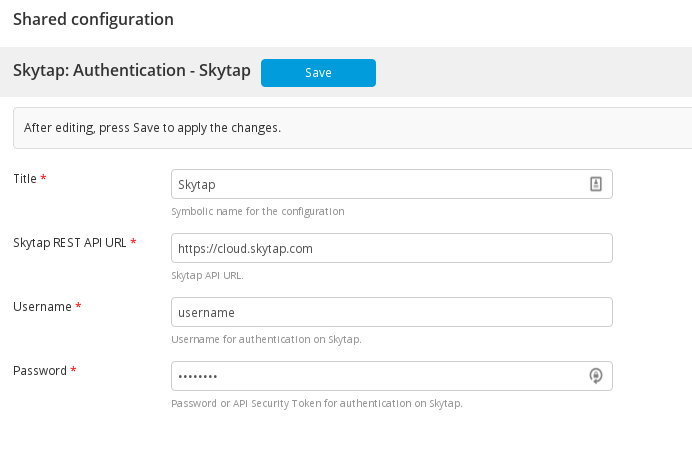 Shared configuration
Skytap: Authentication - Skytap Save
After editing, press Save to apply the changes.
Title * Skytap
Symbolic name for the configuration
Skytap REST API URL * https://cloud.skytap.com
Skytap API URL.
Username * username
Username for authentication on Skytap.
Password * ••••••••
Password or API Security Token for authentication on Skytap.